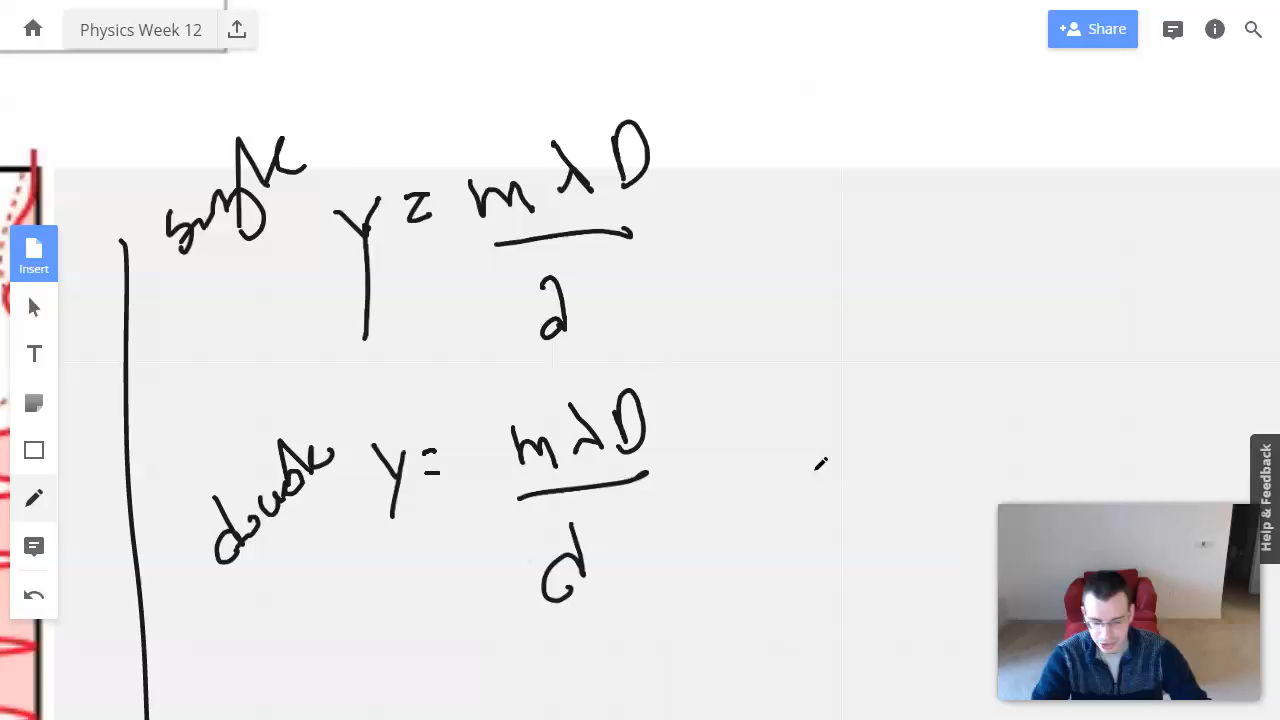 Physics Week 12
Share
Insert
T
single y = mλD
a
double y = mλD
d
Help & Feedback